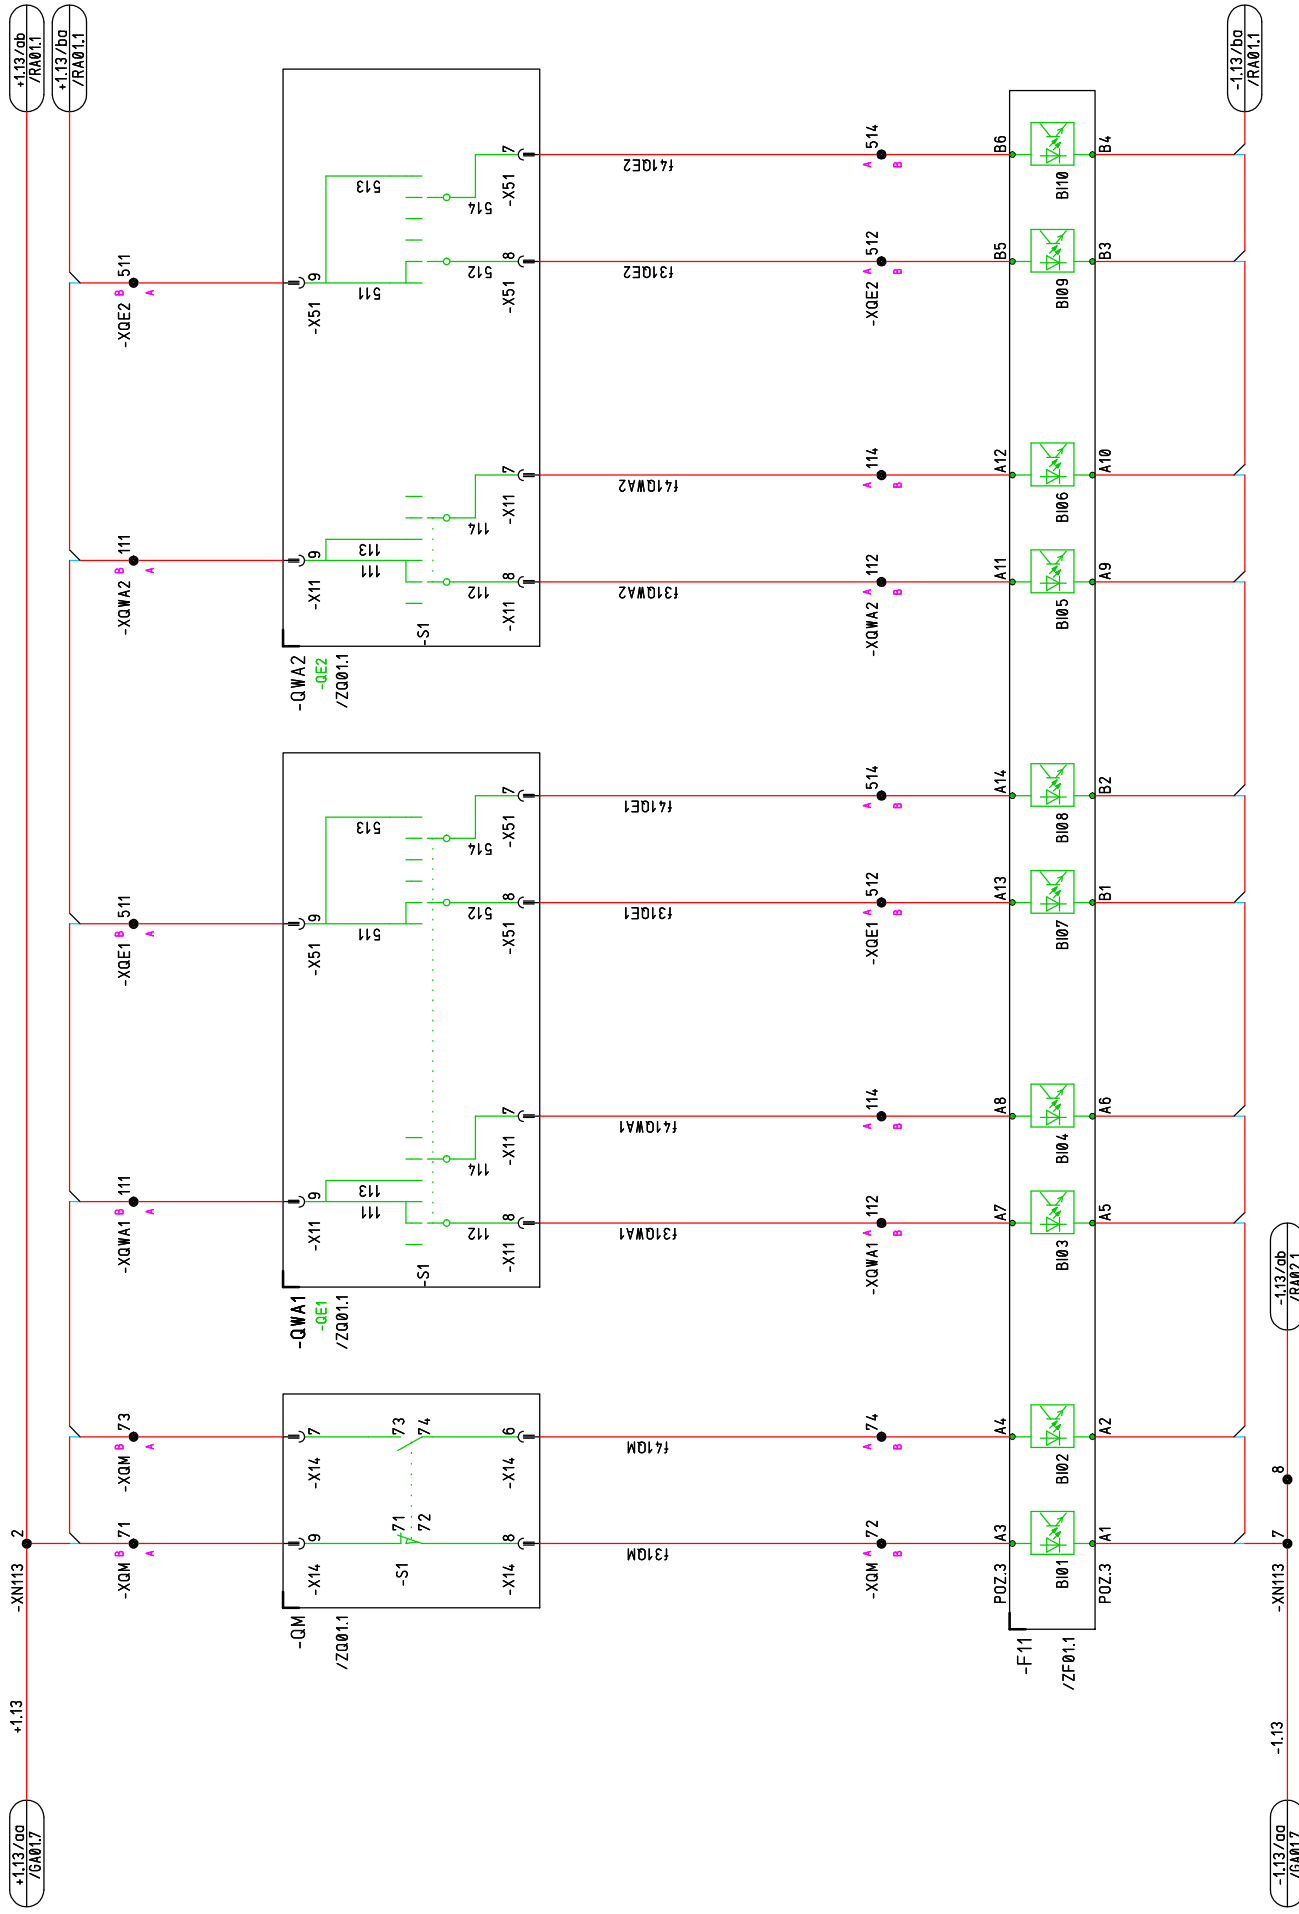 +1.13/aa
/GA01.7
+1.13
-XN113
2
+1.13/ab
/RA01.1
+1.13/ba
/RA01.1
-XQM B 71
A
-XQM B 73
A
-XQWA1 B 111
A
-XQE1 B 511
A
-XQWA2 B 111
A
-XQE2 B 511
A
-QM
/ZQ01.1
-X14 9
-X14 7
-S1 71
72
73
74
-X14 8
-X14 6
-QWA1
-QE1
/ZQ01.1
-X11 9
-X51 9
111
113
511
513
-S1
112
114
512
514
-X11 8
-X11 7
-X51 8
-X51 7
-QWA2
-QE2
/ZQ01.1
-X11 9
-X51 9
111
113
511
513
-S1
112
114
512
514
-X11 8
-X11 7
-X51 8
-X51 7
f31QM
f41QM
f31QWA1
f41QWA1
f31QE1
f41QE1
f31QWA2
f41QWA2
f31QE2
f41QE2
-XQM A 72
B
A 74
B
-XQWA1 A 112
B
A 114
B
-XQE1 A 512
B
A 514
B
-XQWA2 A 112
B
A 114
B
-XQE2 A 512
B
A 514
B
-F11
/ZF01.1
POZ.3 A3
A4
A7
A8
A13
A14
A11
A12
B5
B6
BI01
BI02
BI03
BI04
BI07
BI08
BI05
BI06
BI09
BI10
POZ.3 A1
A2
A5
A6
B1
B2
A9
A10
B3
B4
-1.13/ba
/RA01.1
-1.13/aa
/GA01.7
-1.13
-XN113
7
8
-1.13/ab
/RA02.1